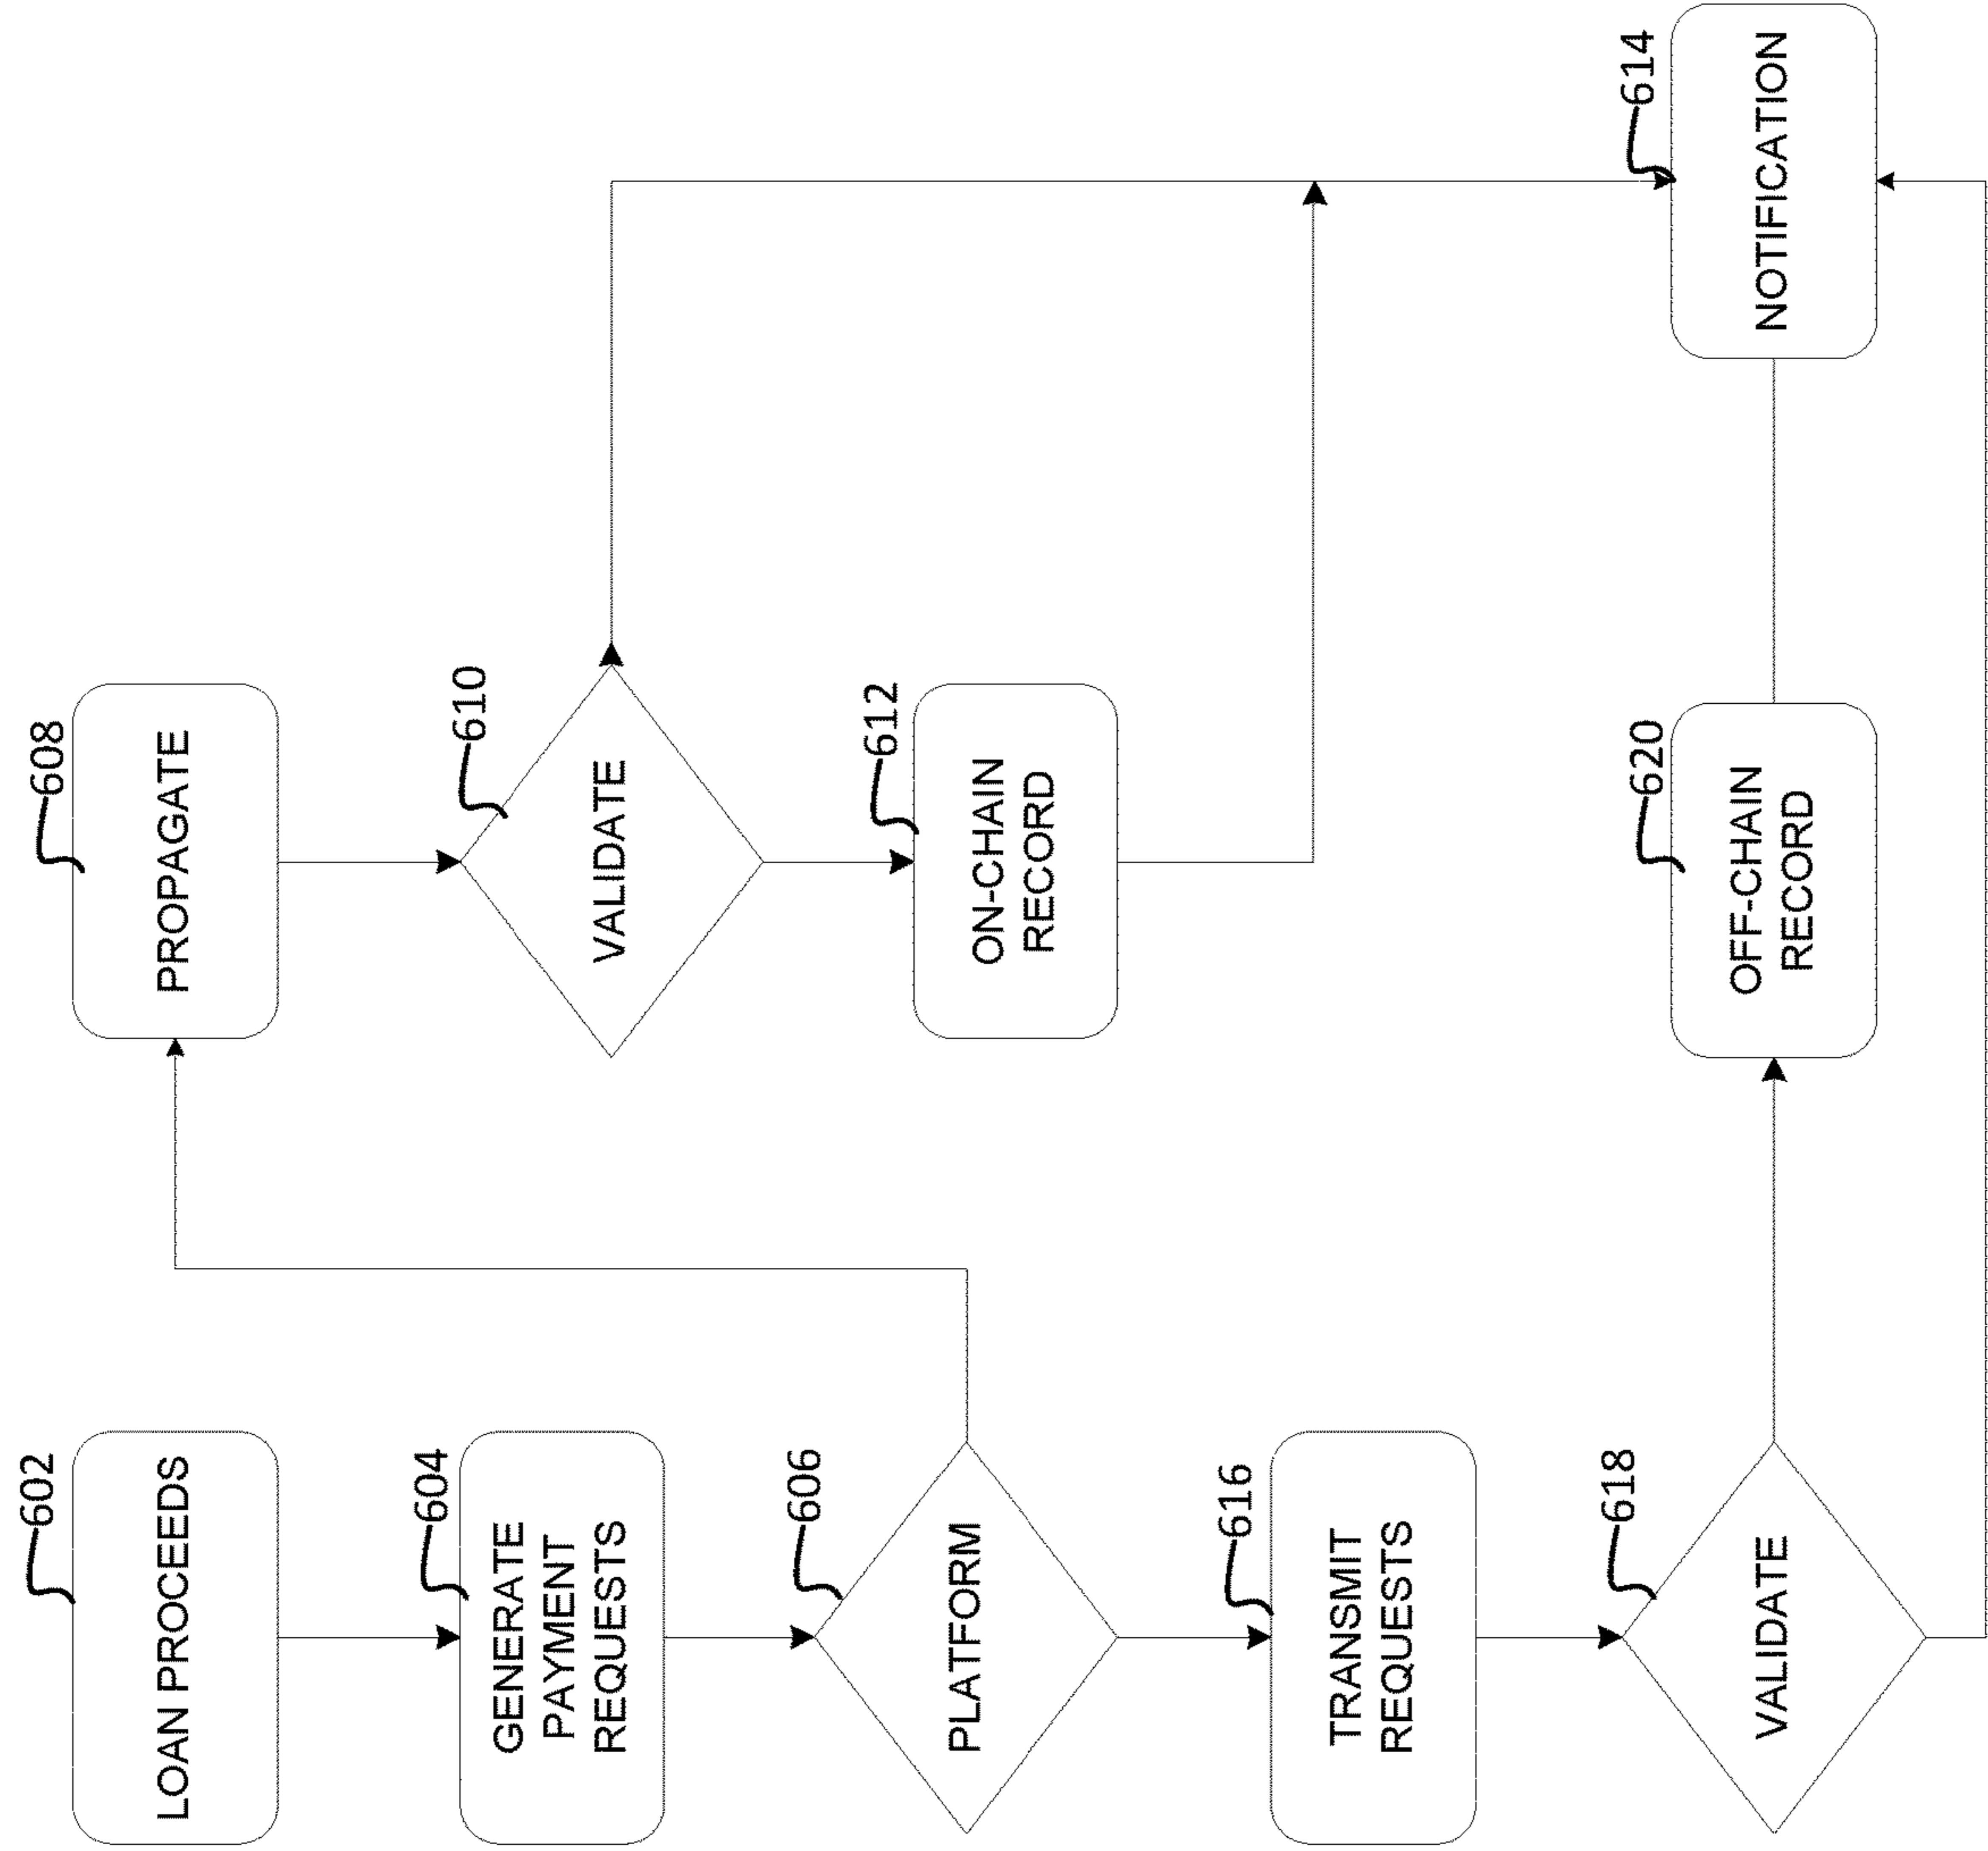 602
LOAN PROCEEDS
604
GENERATE
PAYMENT
REQUESTS
606
PLATFORM
608
PROPAGATE
610
VALIDATE
612
ON-CHAIN
RECORD
614
NOTIFICATION
616
TRANSMIT
REQUESTS
618
VALIDATE
620
OFF-CHAIN
RECORD